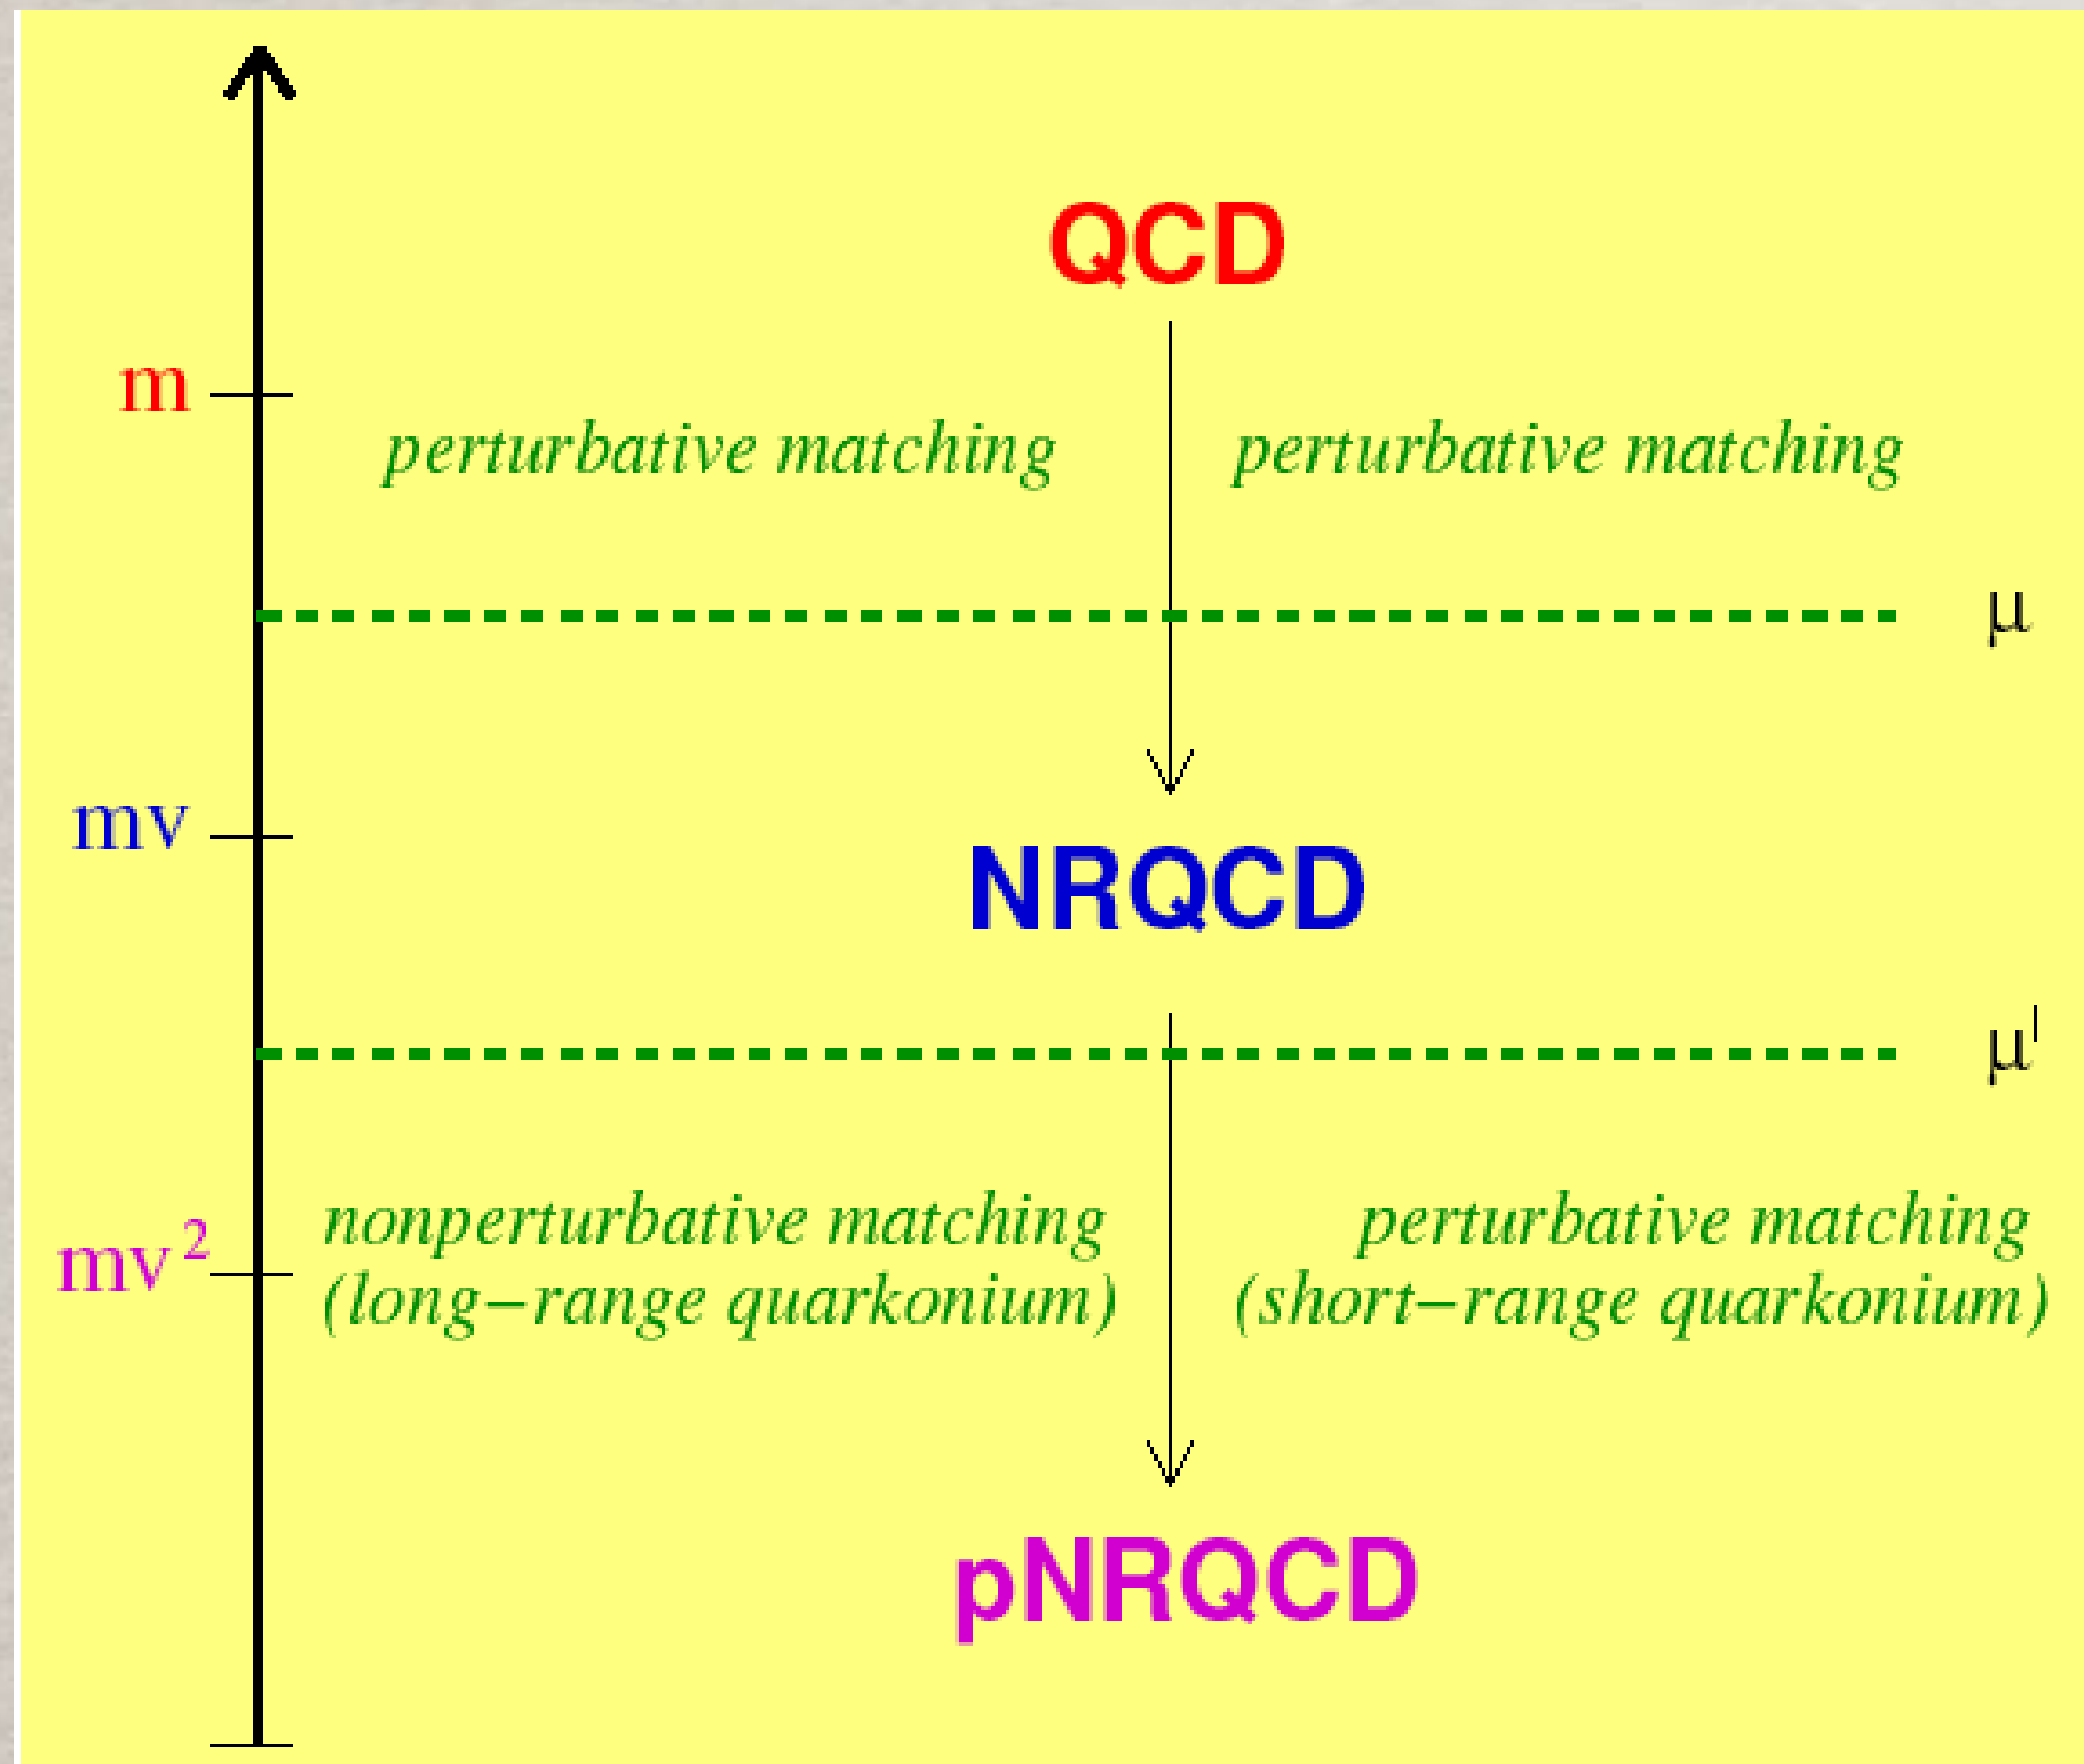 QCD
m
perturbative matching perturbative matching
μ
mv
NRQCD
μ'
nonperturbative matching perturbative matching
mv²
(long–range quarkonium) (short–range quarkonium)
pNRQCD